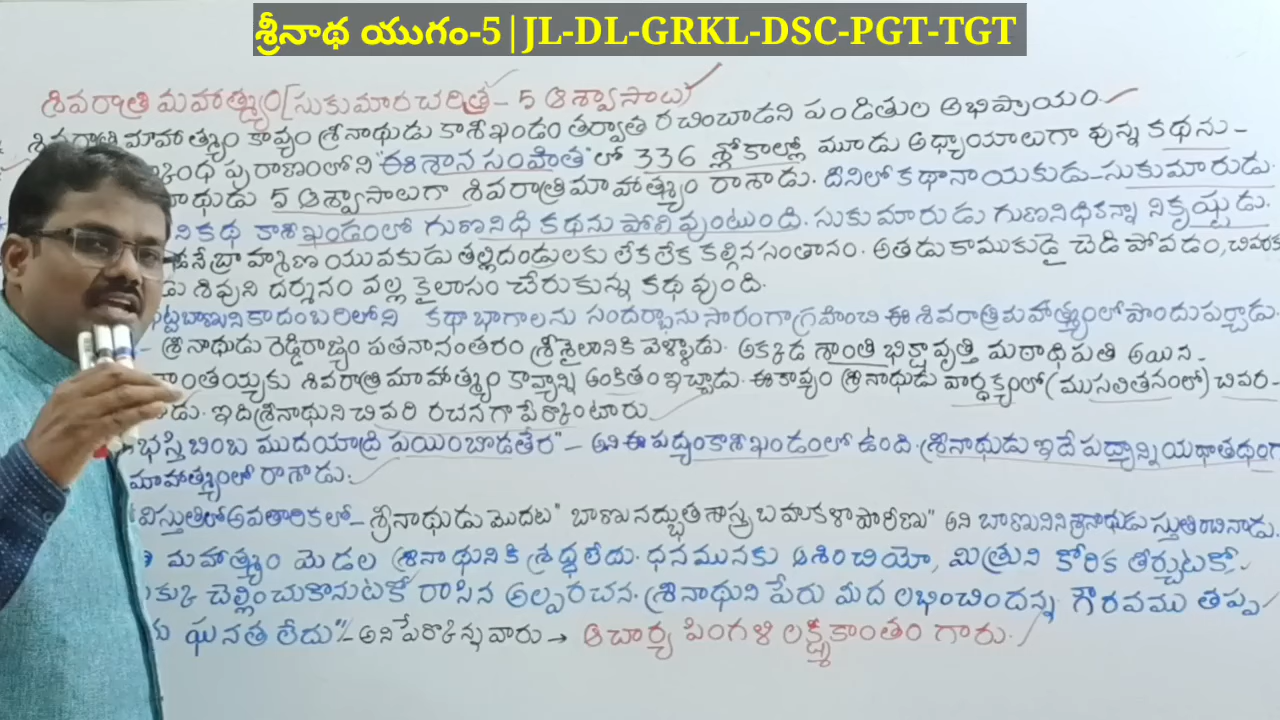 శ్రీనాథ యుగం-5|JL-DL-GRKL-DSC-PGT-TGT
శివరాత్రి మహాత్మ్యం [సుకుమార చరిత్ర - 5 ఆశ్వాసాలు]
శివరాత్రి మాహాత్మ్యం కావ్యం శ్రీనాథుడు కాశీఖండం తర్వాత రచించాడని పండితుల అభిప్రాయం.
పురాణంలోని "ఈశాన సంహిత"లో 336 శ్లోకాల్లో మూడు అధ్యాయాలుగా వున్న కథను-
5 ఆశ్వాసాలుగా శివరాత్రి మాహాత్మ్యం రాశాడు. దీనిలో కథానాయకుడు-సుకుమారుడు.
కథ కాశీఖండంలో గుణనిధి కథను పోలి వుంటుంది. సుకుమారుడు గుణనిధికన్నా నికృష్టుడు.
బ్రాహ్మణ యువకుడు తల్లిదండ్రులకు లేకలేక కల్గిన సంతానం. అతడు కాముకుడై చెడిపోవడం,
శివుని దర్శనం వల్ల కైలాసం చేరుకున్న కథ వుంది.
కాదంబరిలోని కథాభాగాలను సందర్భానుసారంగా గ్రహించి ఈ శివరాత్రి మహాత్మ్యంలో పొందుపర్చాడు.
- శ్రీనాథుడు రెడ్డిరాజ్యం పతనానంతరం శ్రీశైలానికి వెళ్ళాడు. అక్కడ శాంత భిక్షావృత్తి మఠాధిపతి అయిన-
శివరాత్రి మాహాత్మ్యం కావ్యాన్ని అంకితం ఇచ్చాడు. ఈ కావ్యం శ్రీనాథుడు వార్ధక్యంలో (ముసలితనంలో) చివర-
ఇది శ్రీనాథుని చివరి రచనగా పేర్కొంటారు.
బింబ ముదయాద్రి పయింబొడతేర" - అని ఈ పద్యం కాశీఖండంలో ఉంది. శ్రీనాథుడు ఇదే పద్యాన్ని యథాతథంగా
మాహాత్మ్యంలో రాశాడు.
అవతారికలో- శ్రీనాథుడు మొదట "బాణు నద్భుత శాస్త్ర బహుకళా పారీణు" అని బాణునిని శ్రీనాథుడు స్తుతించినాడు.
మహాత్మ్యం మెడల శ్రీనాథునికి శ్రద్ధలేదు. ధనమునకు ఆశించియో, మిత్రుని కోరిక తీర్చుటకో,
చెల్లించుకొనుటకో రాసిన అల్పరచన. శ్రీనాథుని పేరు మీద లభించిందన్న గౌరవము తప్ప
ఘనత లేదు" - అని పేర్కొన్నవారు → ఆచార్య పింగళి లక్ష్మీకాంతం గారు.